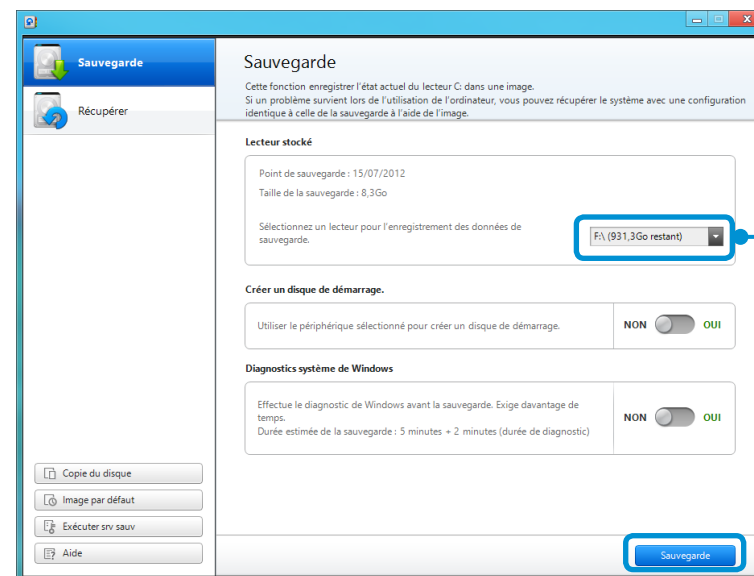 Sauvegarde
Récupérer
Copie du disque
Image par défaut
Exécuter srv sauv
Aide
Sauvegarde
Cette fonction enregistrer l'état actuel du lecteur C: dans une image.
Si un problème survient lors de l'utilisation de l'ordinateur, vous pouvez récupérer le système avec une configuration
identique à celle de la sauvegarde à l'aide de l'image.
Lecteur stocké
Point de sauvegarde : 15/07/2012
Taille de la sauvegarde : 8,3Go
Sélectionnez un lecteur pour l'enregistrement des données de
sauvegarde.
F:\ (931,3Go restant)
Créer un disque de démarrage.
Utiliser le périphérique sélectionné pour créer un disque de démarrage.
NON OUI
Diagnostics système de Windows
Effectue le diagnostic de Windows avant la sauvegarde. Exige davantage de
temps.
Durée estimée de la sauvegarde : 5 minutes + 2 minutes (durée de diagnostic)
NON OUI
Sauvegarde